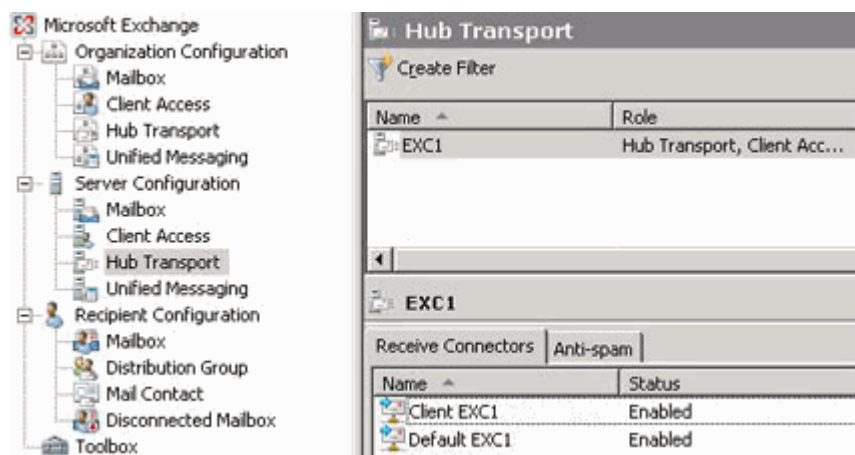 Microsoft Exchange
Organization Configuration
Mailbox
Client Access
Hub Transport
Unified Messaging
Server Configuration
Mailbox
Client Access
Hub Transport
Unified Messaging
Recipient Configuration
Mailbox
Distribution Group
Mail Contact
Disconnected Mailbox
Toolbox
Hub Transport
Create Filter
Name Role
EXC1 Hub Transport, Client Acc...
EXC1
Receive Connectors Anti-spam
Name Status
Client EXC1 Enabled
Default EXC1 Enabled